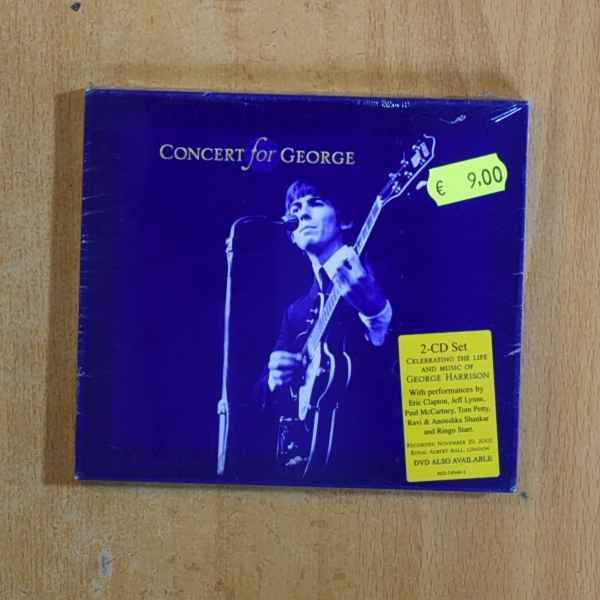 CONCERT for GEORGE
€ 9,00
2-CD Set
CELEBRATING THE LIFE
AND MUSIC OF
GEORGE HARRISON
With performances by
Eric Clapton, Jeff Lynne,
Paul McCartney, Tom Petty,
Ravi & Anoushka Shankar
and Ringo Starr.
RECORDED NOVEMBER 29, 2002
ROYAL ALBERT HALL, LONDON
DVD ALSO AVAILABLE